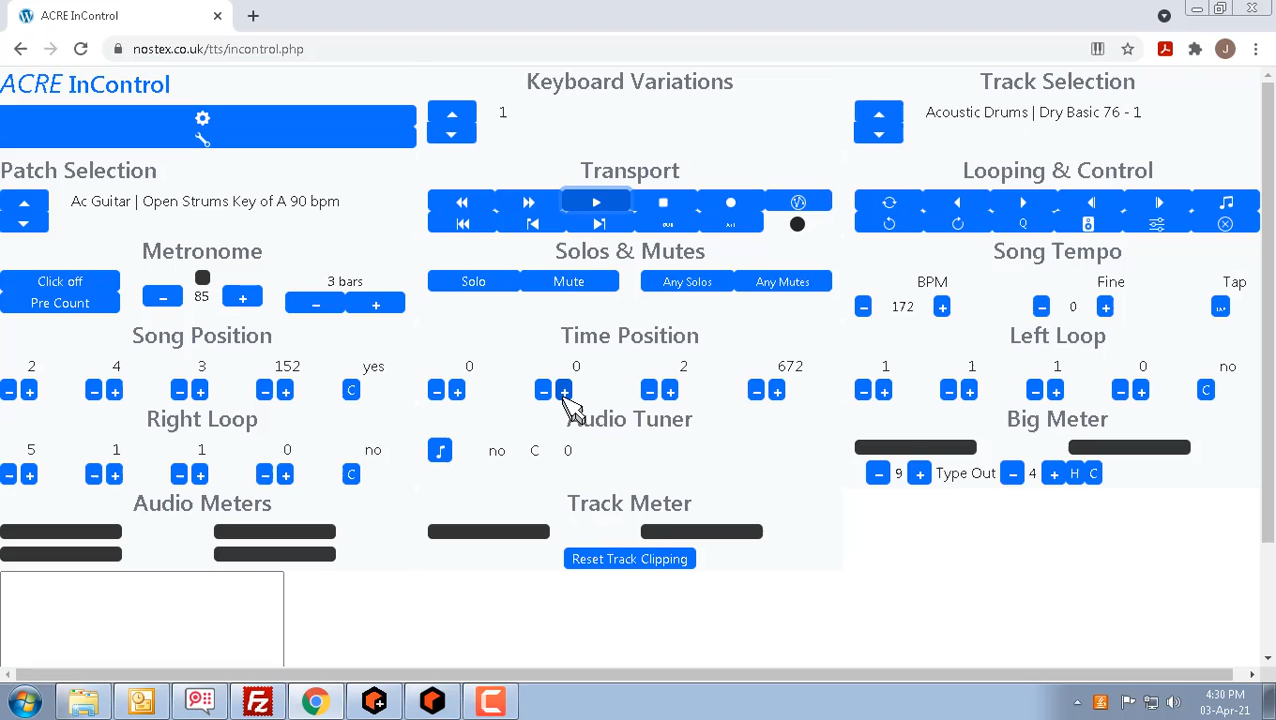 ACRE InControl
nostex.co.uk/tts/incontrol.php
J
ACRE InControl
Keyboard Variations
Track Selection
1
Acoustic Drums | Dry Basic 76 - 1
Patch Selection
Transport
Looping & Control
Ac Guitar | Open Strums Key of A 90 bpm
Q
Metronome
Solos & Mutes
Song Tempo
Click off
3 bars
Solo
Mute
Any Solos
Any Mutes
BPM
Fine
Tap
Pre Count
- 85 +
- +
- 172 +
- 0 +
Song Position
Time Position
Left Loop
2 4 3 152 yes
0 0 2 672
1 1 1 0 no
- + - + - + - + C
- + - + - + - +
- + - + - + - + C
Right Loop
Audio Tuner
Big Meter
5 1 1 0 no
no C 0
- + - + - + - + C
- 9 + Type Out - 4 + H C
Audio Meters
Track Meter
Reset Track Clipping
4:30 PM
03-Apr-21